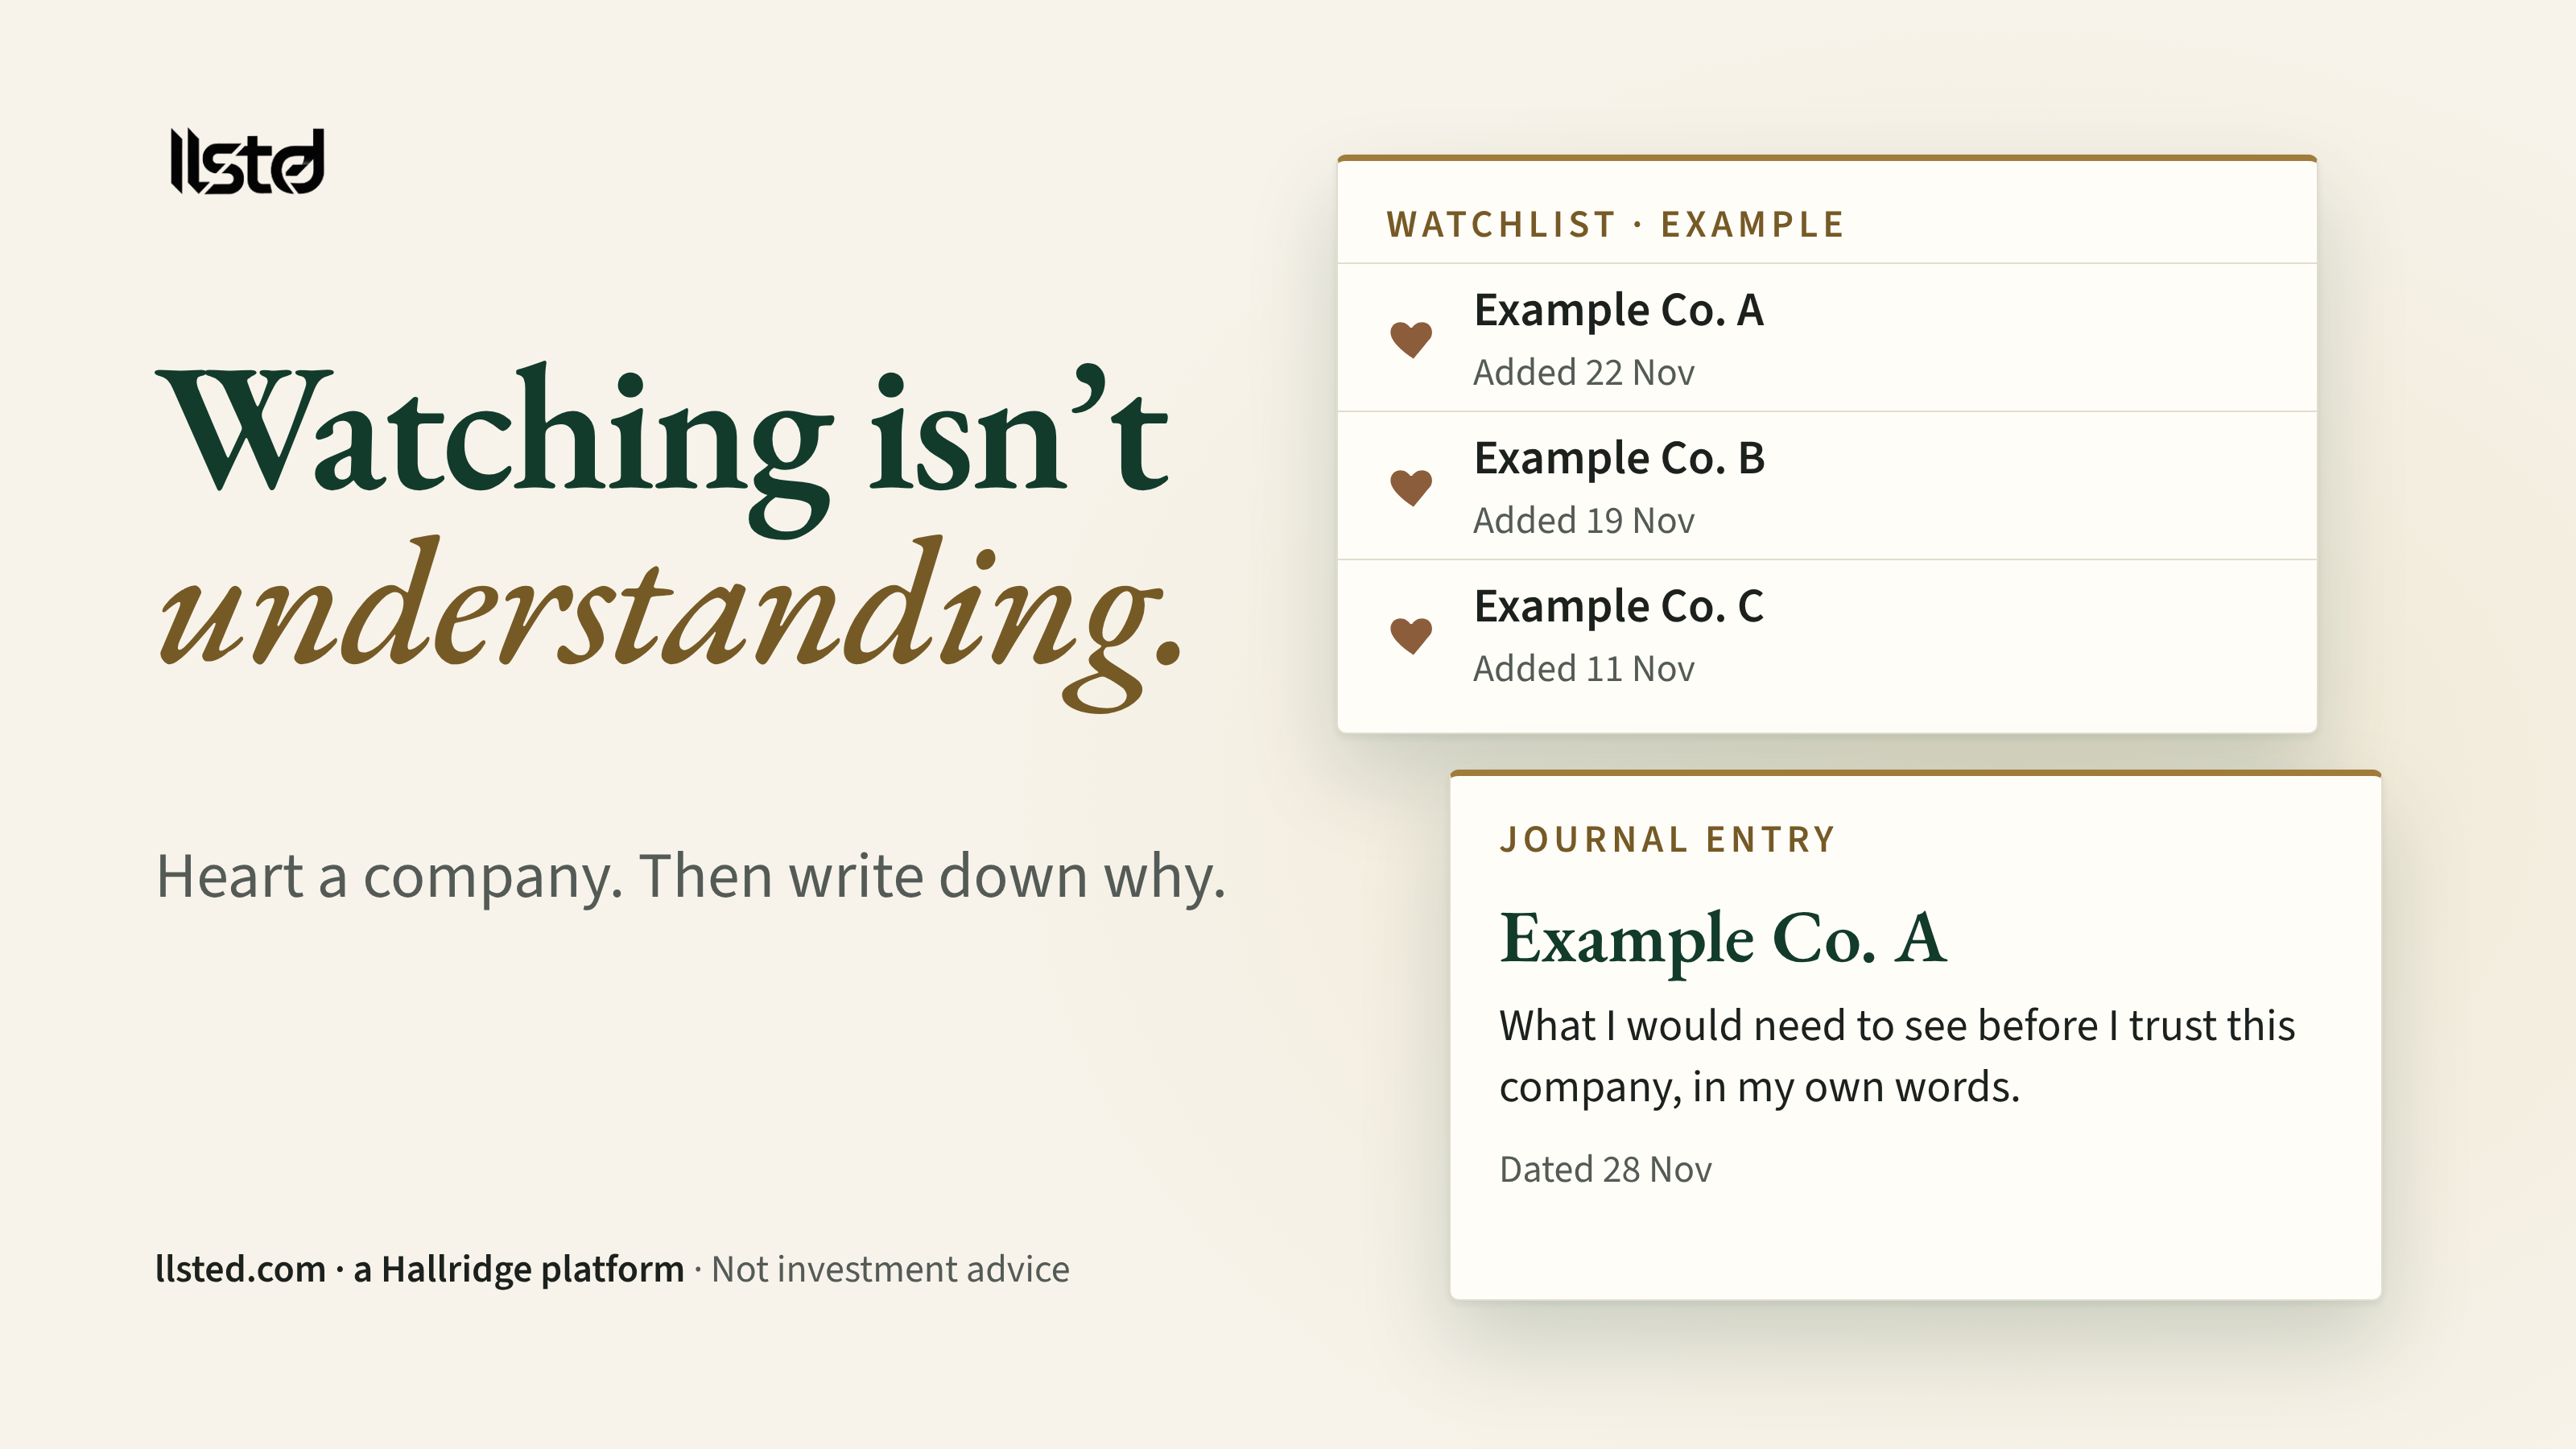 llstd
Watching isn’t
understanding.
Heart a company. Then write down why.
llsted.com · a Hallridge platform · Not investment advice
WATCHLIST · EXAMPLE
Example Co. A
Added 22 Nov
Example Co. B
Added 19 Nov
Example Co. C
Added 11 Nov
JOURNAL ENTRY
Example Co. A
What I would need to see before I trust this
company, in my own words.
Dated 28 Nov